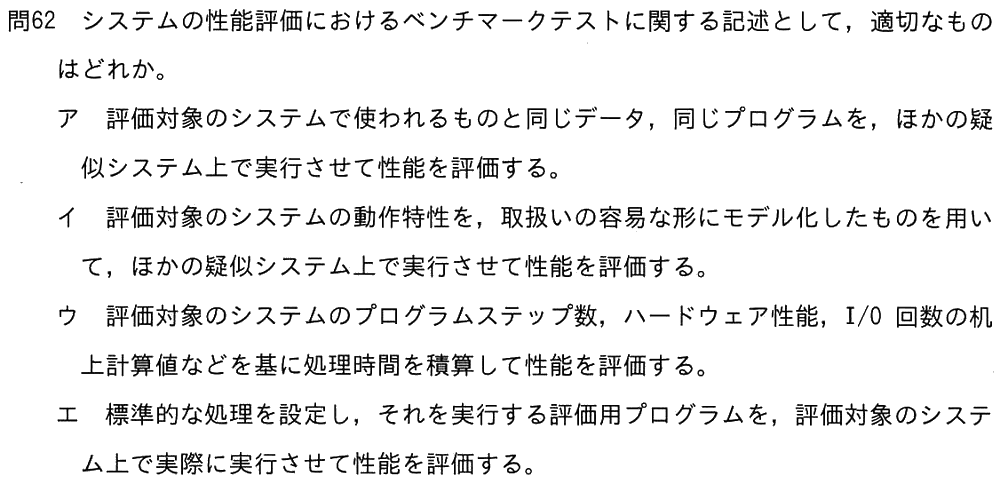 問62　システムの性能評価におけるベンチマークテストに関する記述として，適切なもの
はどれか。
ア　評価対象のシステムで使われるものと同じデータ，同じプログラムを，ほかの疑
似システム上で実行させて性能を評価する。
イ　評価対象のシステムの動作特性を，取扱いの容易な形にモデル化したものを用い
て，ほかの疑似システム上で実行させて性能を評価する。
ウ　評価対象のシステムのプログラムステップ数，ハードウェア性能，I/O 回数の机
上計算値などを基に処理時間を積算して性能を評価する。
エ　標準的な処理を設定し，それを実行する評価用プログラムを，評価対象のシステ
ム上で実際に実行させて性能を評価する。